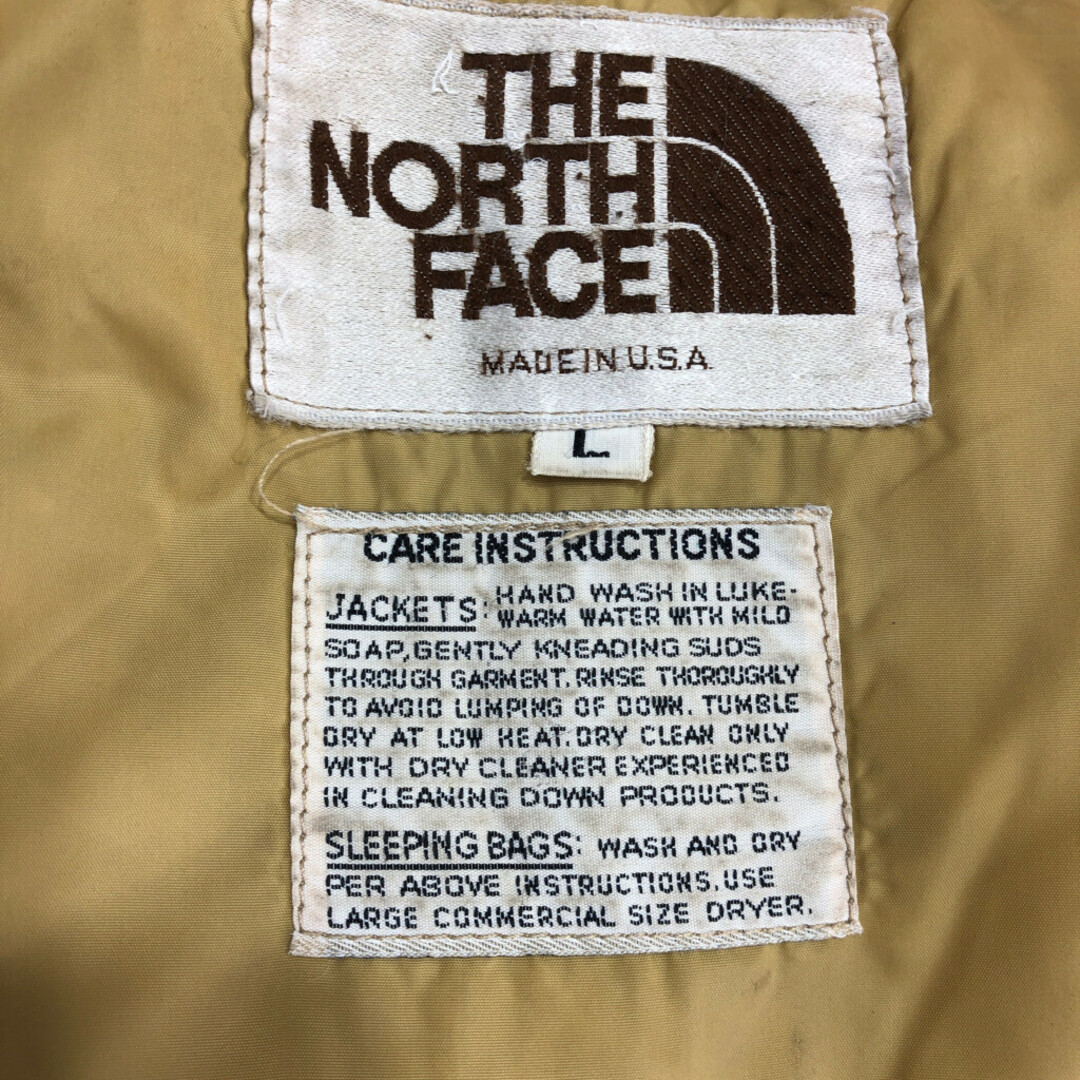 THE
NORTH
FACE
MADE IN U.S.A.
L
CARE INSTRUCTIONS
JACKETS: HAND WASH IN LUKE-
WARM WATER WITH MILD
SOAP, GENTLY KNEADING SUDS
THROUGH GARMENT. RINSE THOROUGHLY
TO AVOID LUMPING OF DOWN. TUMBLE
DRY AT LOW HEAT. DRY CLEAN ONLY
WITH DRY CLEANER EXPERIENCED
IN CLEANING DOWN PRODUCTS.
SLEEPING BAGS: WASH AND DRY
PER ABOVE INSTRUCTIONS. USE
LARGE COMMERCIAL SIZE DRYER.